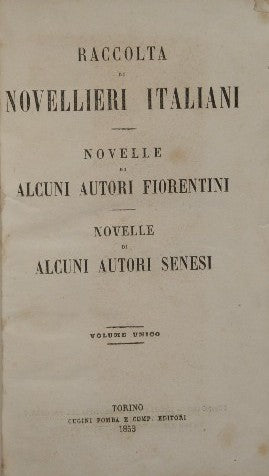 RACCOLTA
DI
NOVELLIERI ITALIANI
NOVELLE
DI
ALCUNI AUTORI FIORENTINI
NOVELLE
DI
ALCUNI AUTORI SENESI
VOLUME UNICO
TORINO
CUGINI POMBA E COMP. EDITORI
1853